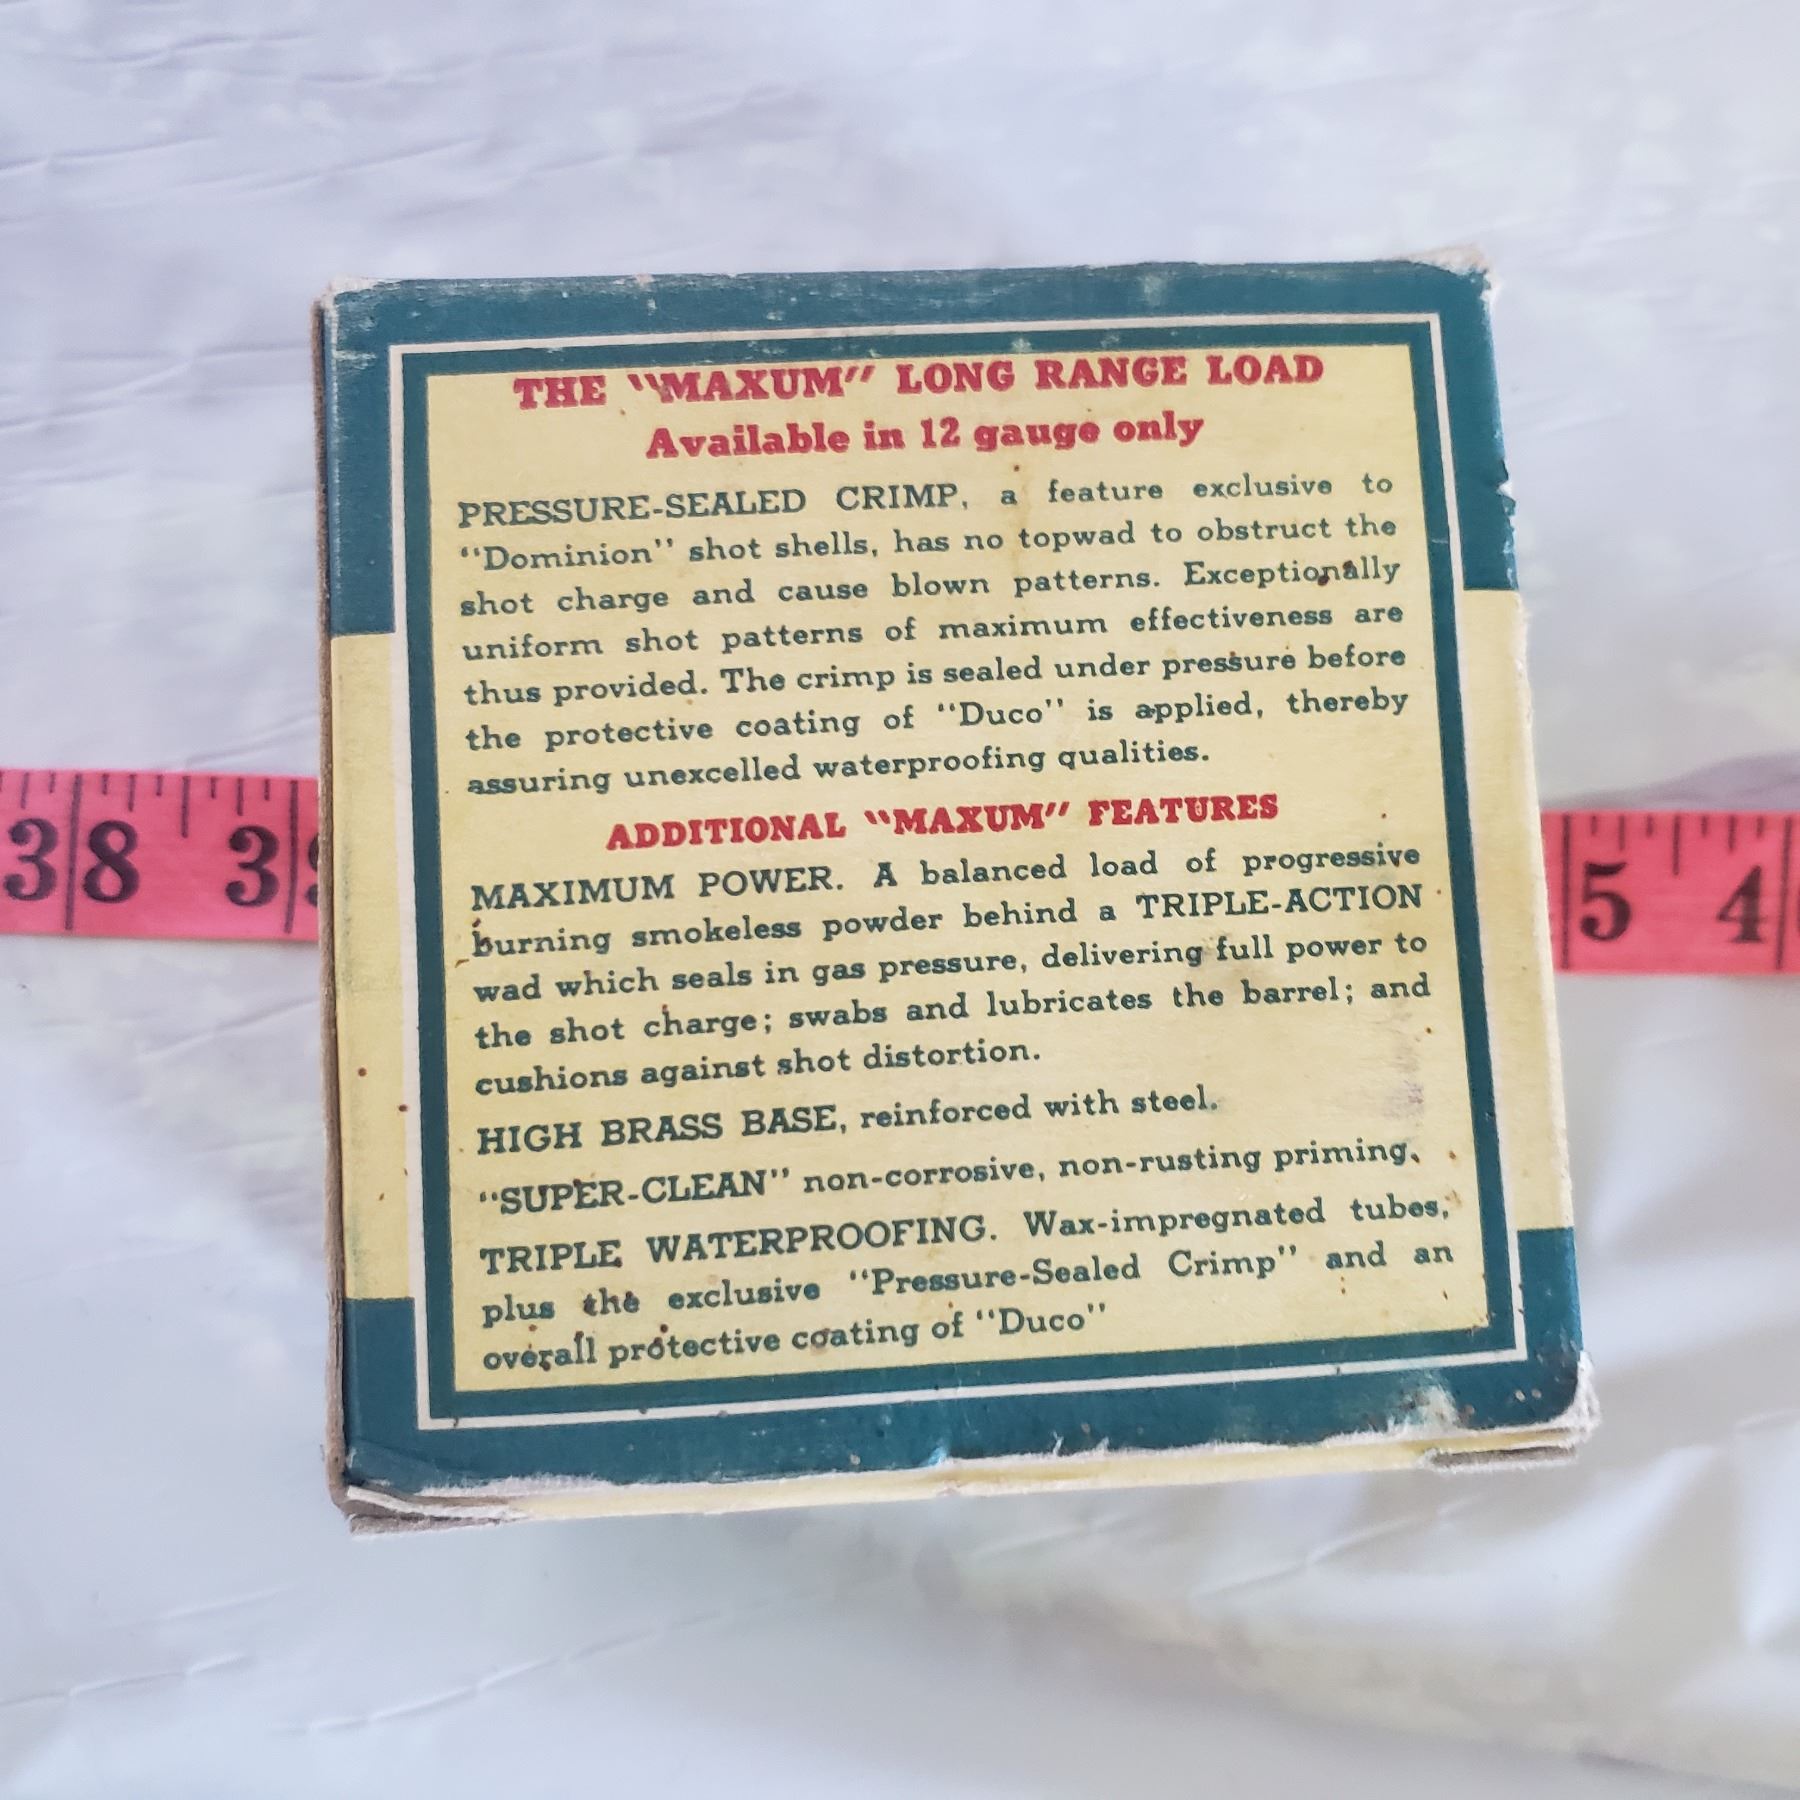 THE "MAXUM" LONG RANGE LOAD
Available in 12 gauge only
PRESSURE-SEALED CRIMP, a feature exclusive to
"Dominion" shot shells, has no topwad to obstruct the
shot charge and cause blown patterns. Exceptionally
uniform shot patterns of maximum effectiveness are
thus provided. The crimp is sealed under pressure before
the protective coating of "Duco" is applied, thereby
assuring unexcelled waterproofing qualities.
ADDITIONAL "MAXUM" FEATURES
MAXIMUM POWER. A balanced load of progressive
burning smokeless powder behind a TRIPLE-ACTION
wad which seals in gas pressure, delivering full power to
the shot charge; swabs and lubricates the barrel; and
cushions against shot distortion.
HIGH BRASS BASE, reinforced with steel.
"SUPER-CLEAN" non-corrosive, non-rusting priming.
TRIPLE WATERPROOFING. Wax-impregnated tubes,
plus the exclusive "Pressure-Sealed Crimp" and an
overall protective coating of "Duco"
38 39
5 4